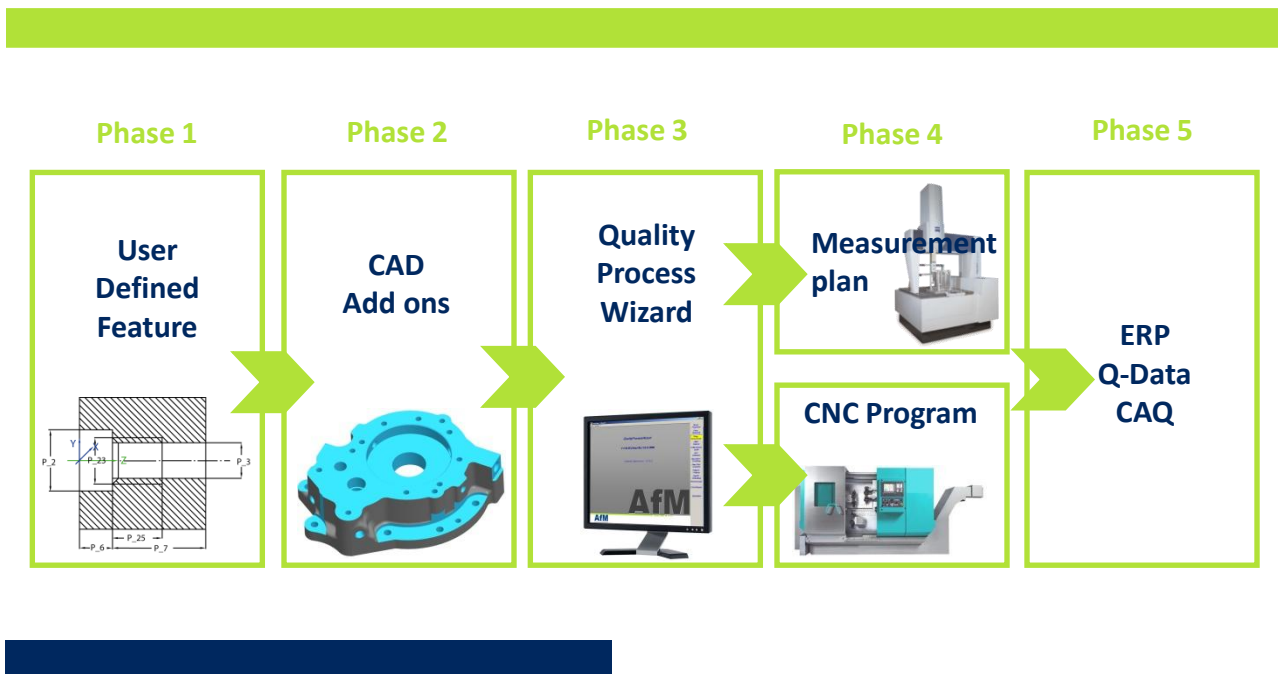 Phase 1
Phase 2
Phase 3
Phase 4
Phase 5
User
Defined
Feature
CAD
Add ons
Quality
Process
Wizard
Measurement
plan
CNC Program
ERP
Q-Data
CAQ
Y
X
Z
P_2
P_23
P_3
P_25
P_6
P_7
AfM
AfM